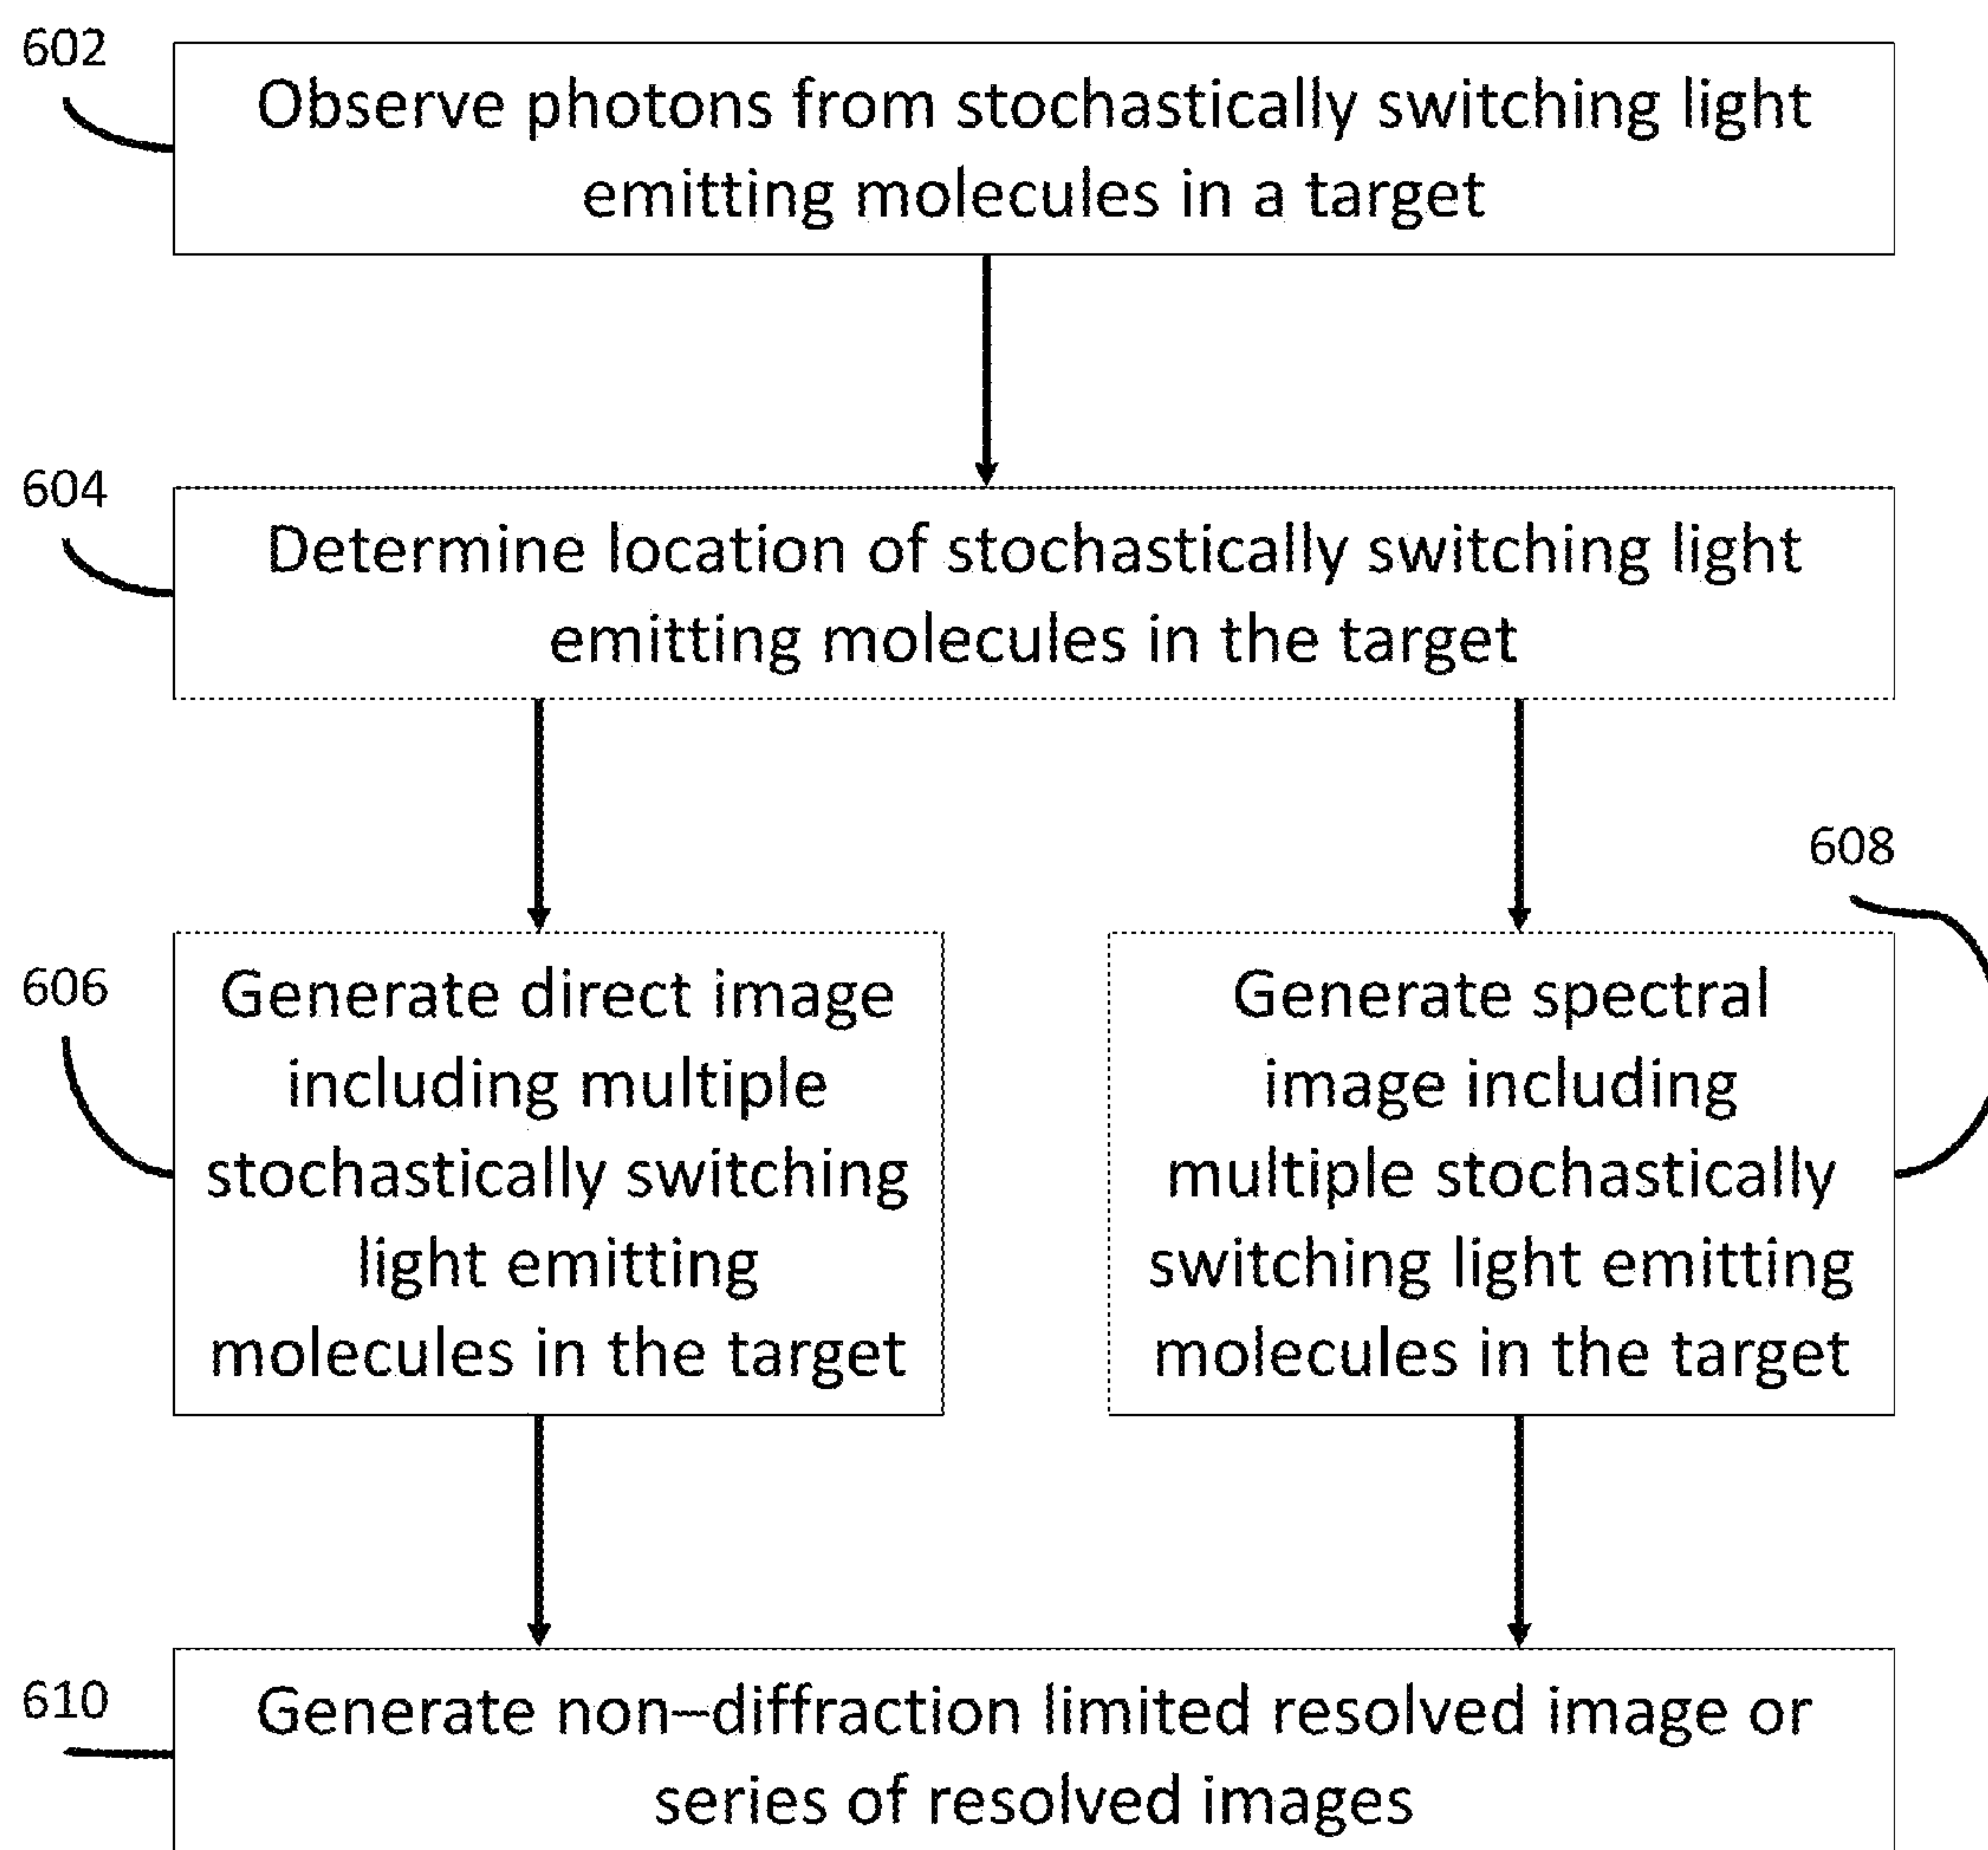 602
Observe photons from stochastically switching light
emitting molecules in a target
604
Determine location of stochastically switching light
emitting molecules in the target
606
Generate direct image
including multiple
stochastically switching
light emitting
molecules in the target
608
Generate spectral
image including
multiple stochastically
switching light emitting
molecules in the target
610
Generate non-diffraction limited resolved image or
series of resolved images